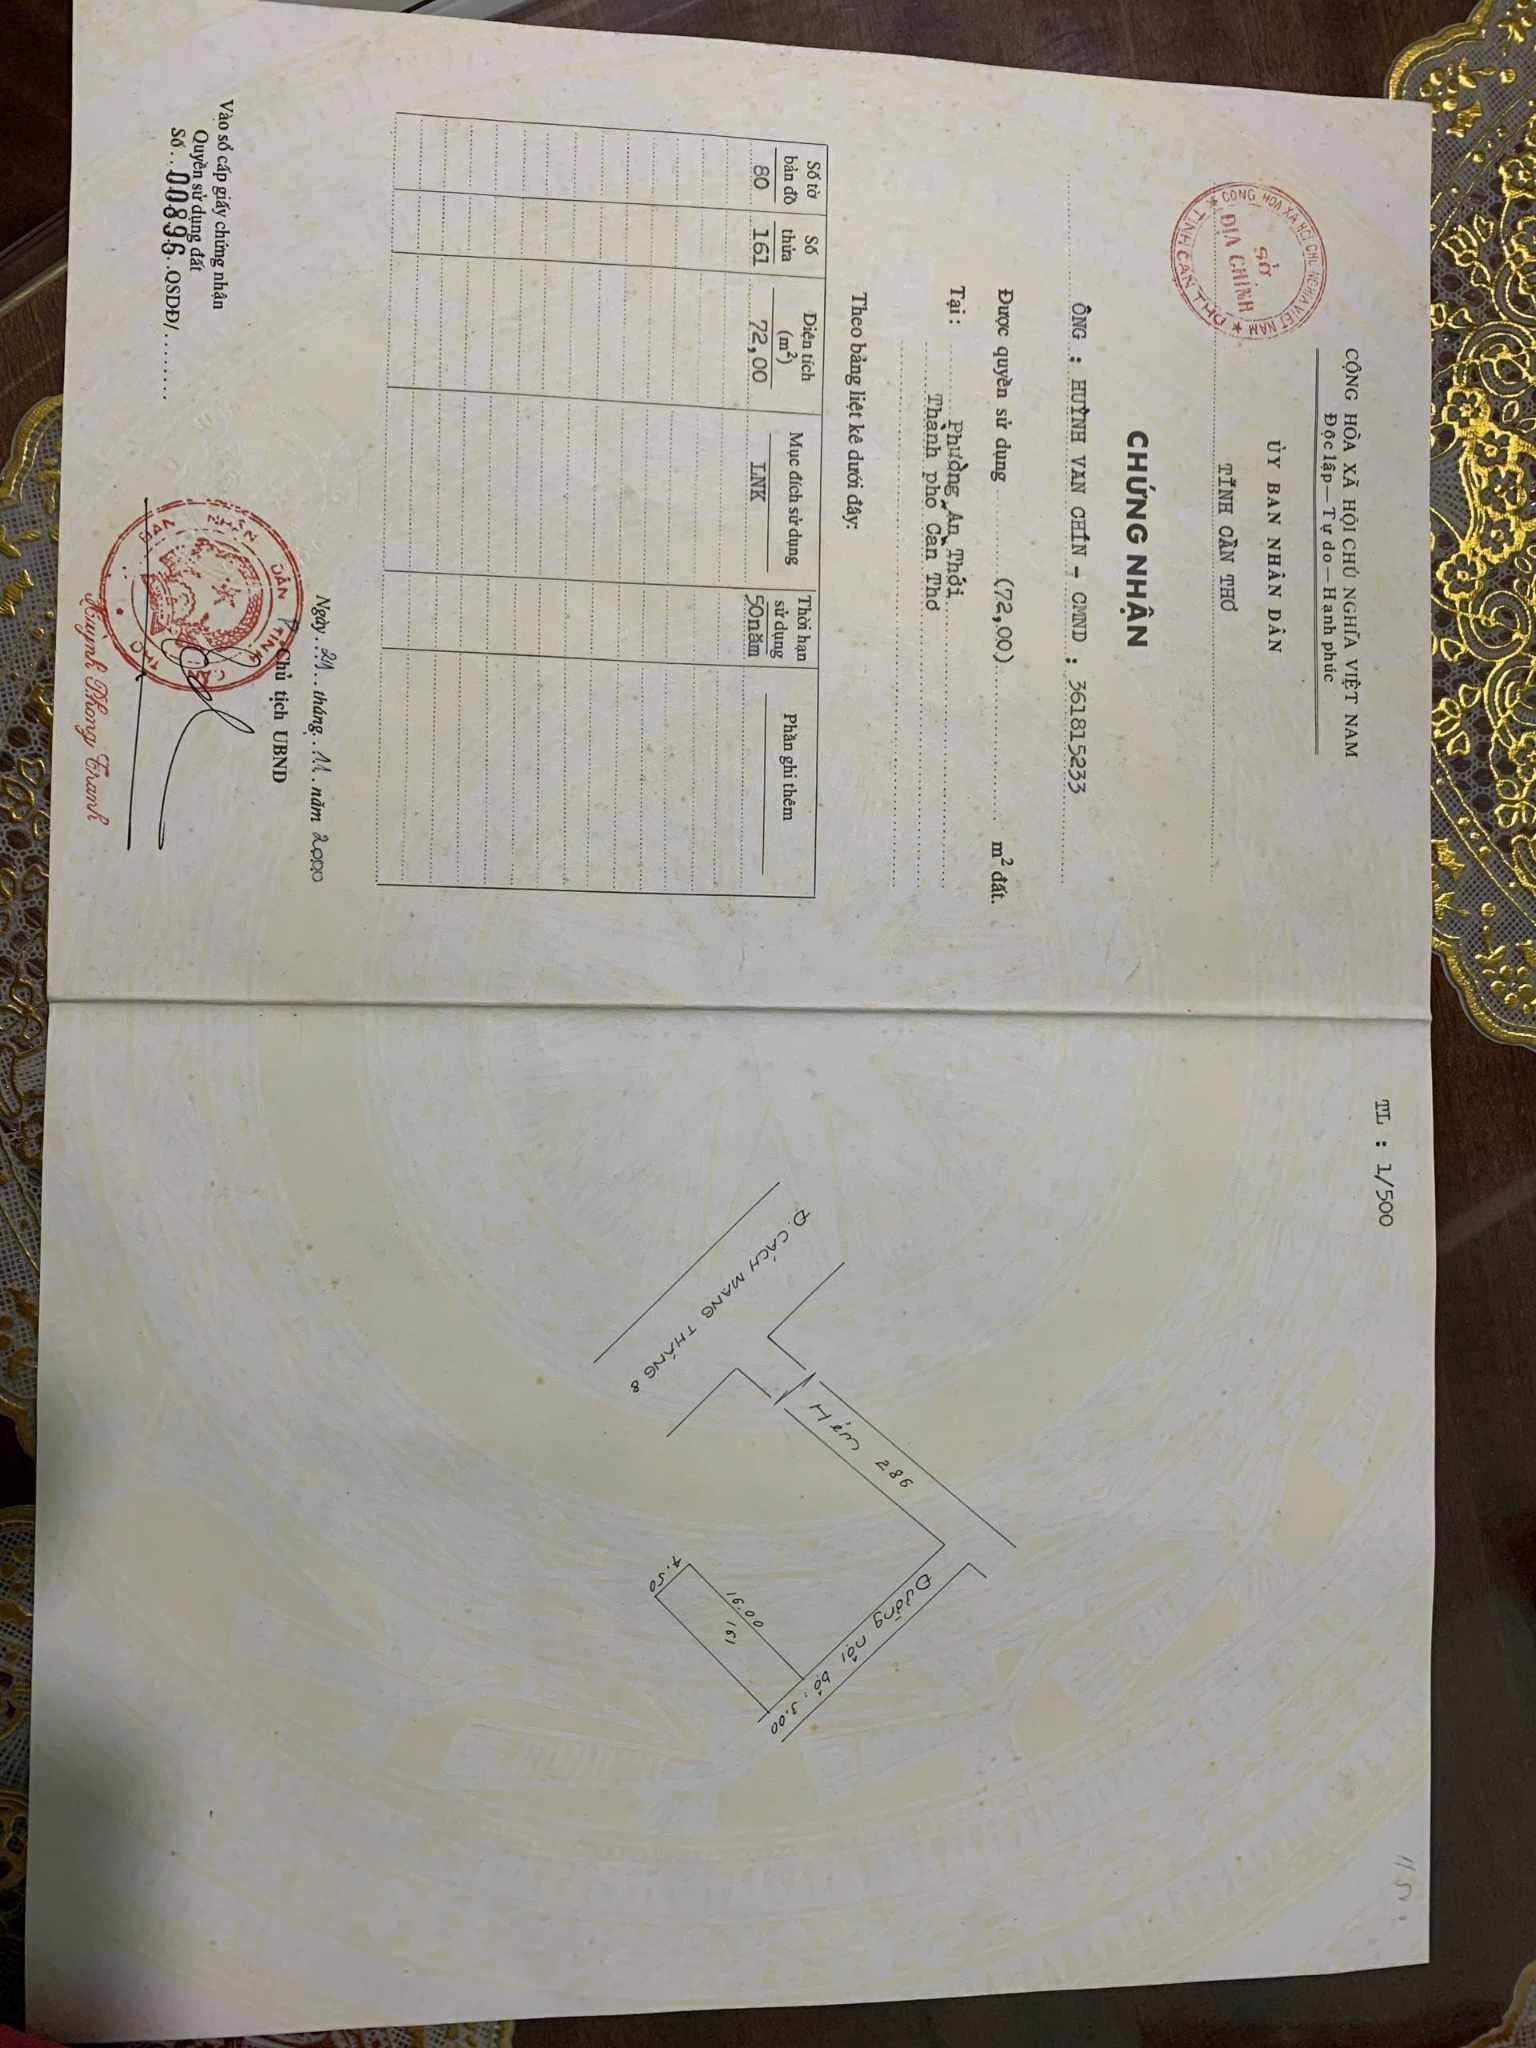 CỘNG HÒA XÃ HỘI CHỦ NGHĨA VIỆT NAM
Độc lập — Tự do — Hạnh phúc
ỦY BAN NHÂN DÂN
TỈNH CẦN THƠ
CỘNG HÒA XÃ HỘI CHỦ NGHĨA VIỆT NAM
SỞ
ĐỊA CHÍNH
TỈNH CẦN THƠ
CHỨNG NHẬN
ÔNG : HUỲNH VĂN CHÍN - CMND : 361815233
Được quyền sử dụng (72,00) m² đất.
Tại: Phường An Thới
Thành phố Cần Thơ
Theo bảng liệt kê dưới đây:
Số tờ bản đồ Số thửa Diện tích (m²) Mục đích sử dụng Thời hạn sử dụng Phần ghi thêm
80 161 72,00 LNK 50năm
Ngày 21 tháng 11 năm 2000
Chủ tịch UBND
Huỳnh Phong Tranh
Vào sổ cấp giấy chứng nhận
Quyền sử dụng đất
Số 00896 QSDĐ/
TL : 1/500
Đ. CÁCH MẠNG THÁNG 8
Hẻm 286
Đường nội bộ: 3.00
16.00
161
4.50